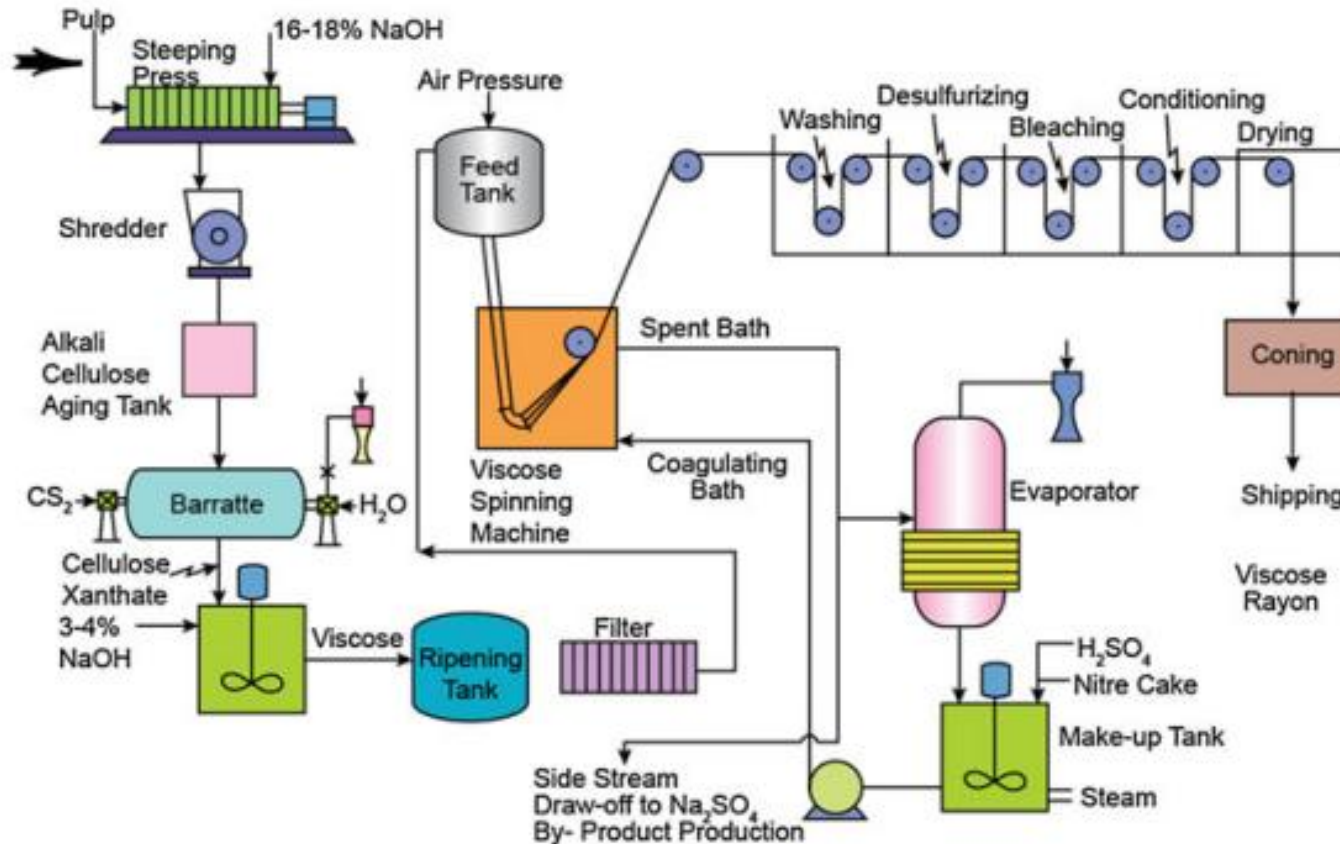 Pulp
16-18% NaOH
Steeping
Press
Shredder
Alkali
Cellulose
Aging Tank
CS₂
Barratte
H₂O
Cellulose
Xanthate
3-4%
NaOH
Viscose
Ripening
Tank
Filter
Air Pressure
Feed
Tank
Viscose
Spinning
Machine
Spent Bath
Coagulating
Bath
Washing
Desulfurizing
Bleaching
Conditioning
Drying
Coning
Shipping
Viscose
Rayon
Evaporator
H₂SO₄
Nitre Cake
Make-up Tank
Steam
Side Stream
Draw-off to Na₂SO₄
By- Product Production